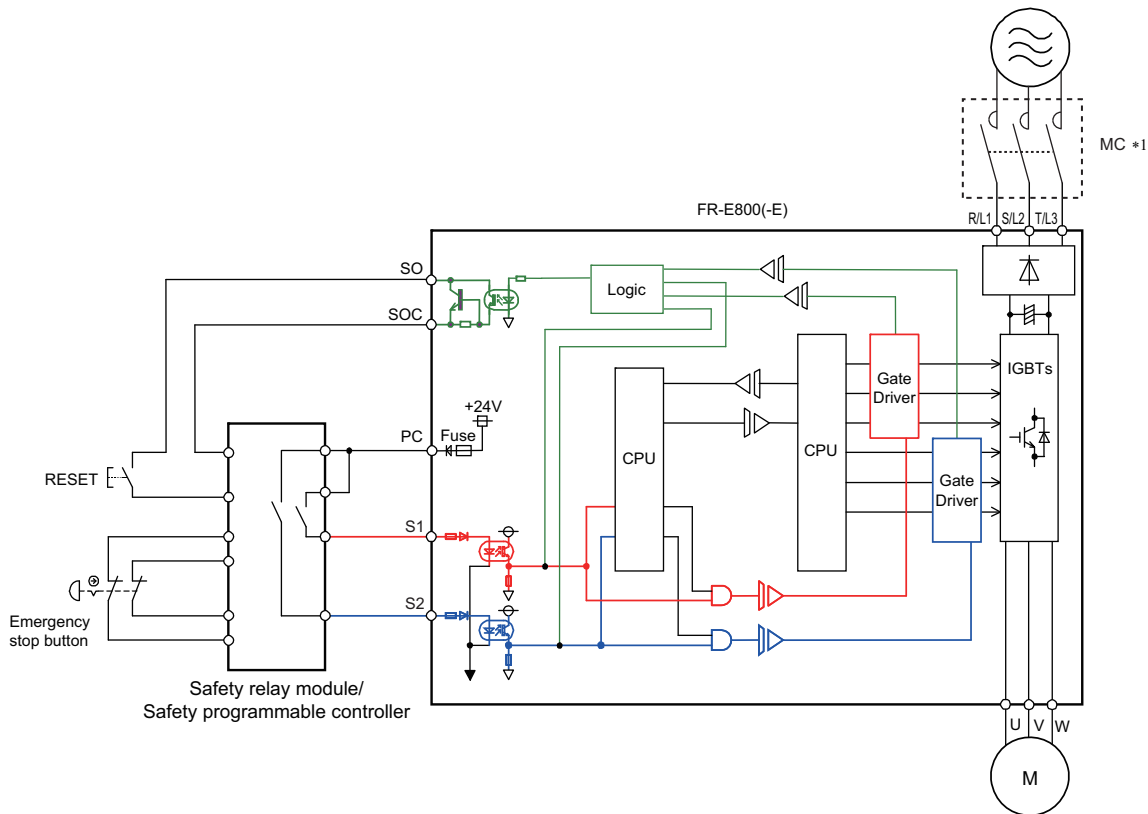 MC *1
FR-E800(-E)
R/L1 S/L2 T/L3
SO
SOC
Logic
Gate
Driver
IGBTs
+24V
PC
Fuse
CPU
CPU
Gate
Driver
RESET
S1
S2
Emergency
stop button
Safety relay module/
Safety programmable controller
U V W
M